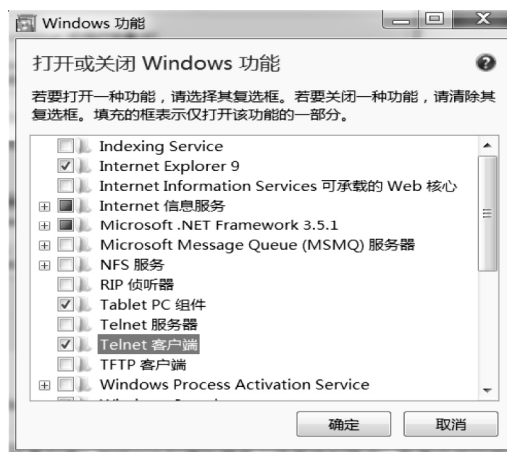 Windows 功能
打开或关闭 Windows 功能
若要打开一种功能，请选择其复选框。若要关闭一种功能，请清除其
复选框。填充的框表示仅打开该功能的一部分。
Indexing Service
Internet Explorer 9
Internet Information Services 可承载的 Web 核心
Internet 信息服务
Microsoft .NET Framework 3.5.1
Microsoft Message Queue (MSMQ) 服务器
NFS 服务
RIP 侦听器
Tablet PC 组件
Telnet 服务器
Telnet 客户端
TFTP 客户端
Windows Process Activation Service
确定
取消